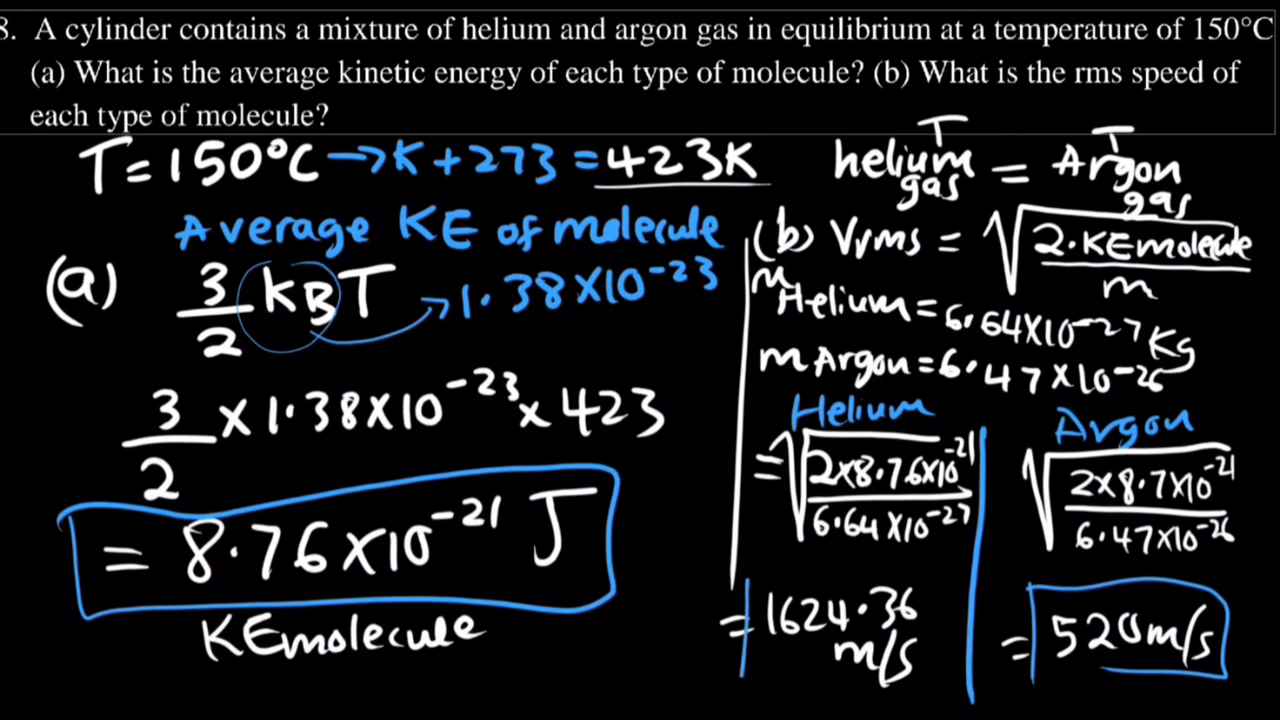 8. A cylinder contains a mixture of helium and argon gas in equilibrium at a temperature of 150°C
(a) What is the average kinetic energy of each type of molecule? (b) What is the rms speed of
each type of molecule?
T = 150°C → K + 273 = 423K
Average KE of molecule
(a) 3/2 KBT → 1.38×10^-23
3/2 × 1.38×10^-23 × 423
= 8.76×10^-21 J
KEmolecule
T T
helium gas = Argon gas
(b) Vrms = √(2.KEmolecule/m)
mHelium = 6.64×10^-27 Kg
m Argon = 6.47×10^-26
Helium
= √(2×8.76×10^-21/6.64×10^-27)
= 1624.36 m/s
Argon
√(2×8.7×10^-21/6.47×10^-26)
= 520m/s